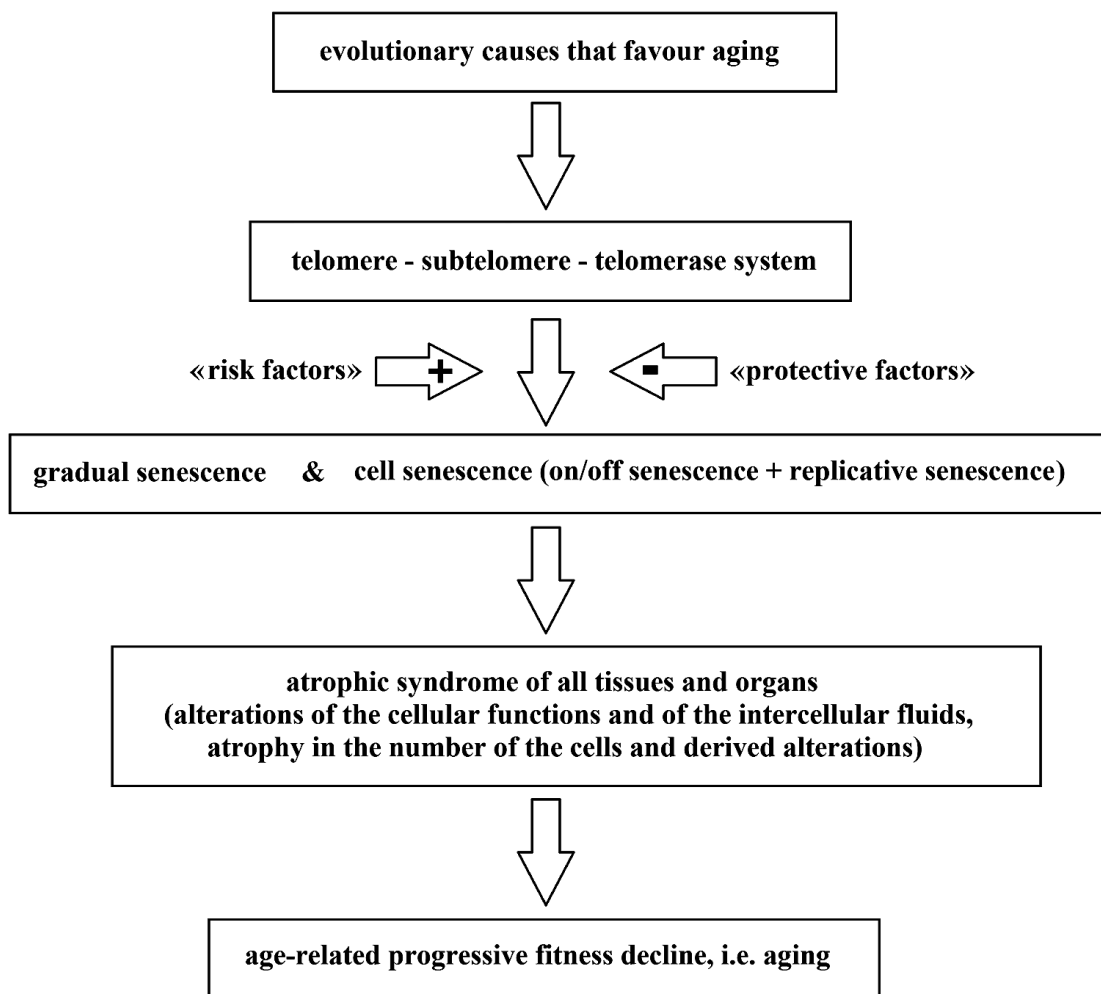 evolutionary causes that favour aging
telomere - subtelomere - telomerase system
«risk factors» + - «protective factors»
gradual senescence & cell senescence (on/off senescence + replicative senescence)
atrophic syndrome of all tissues and organs
(alterations of the cellular functions and of the intercellular fluids,
atrophy in the number of the cells and derived alterations)
age-related progressive fitness decline, i.e. aging